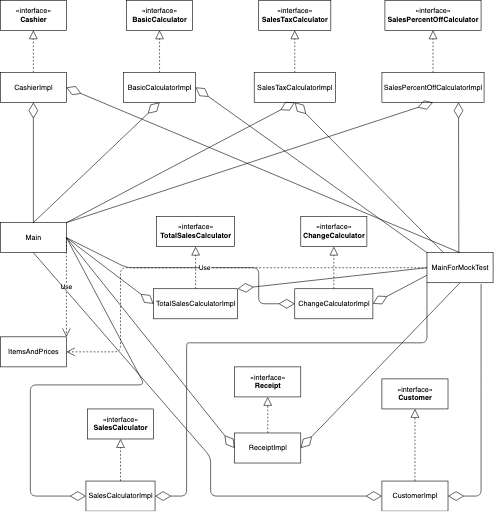 «interface»
Cashier
«interface»
BasicCalculator
«interface»
SalesTaxCalculator
«interface»
SalesPercentOffCalculator
CashierImpl
BasicCalculatorImpl
SalesTaxCalculatorImpl
SalesPercentOffCalculatorImpl
Main
«interface»
TotalSalesCalculator
«interface»
ChangeCalculator
Use
MainForMockTest
Use
TotalSalesCalculatorImpl
ChangeCalculatorImpl
ItemsAndPrices
«interface»
Receipt
«interface»
Customer
«interface»
SalesCalculator
ReceiptImpl
SalesCalculatorImpl
CustomerImpl